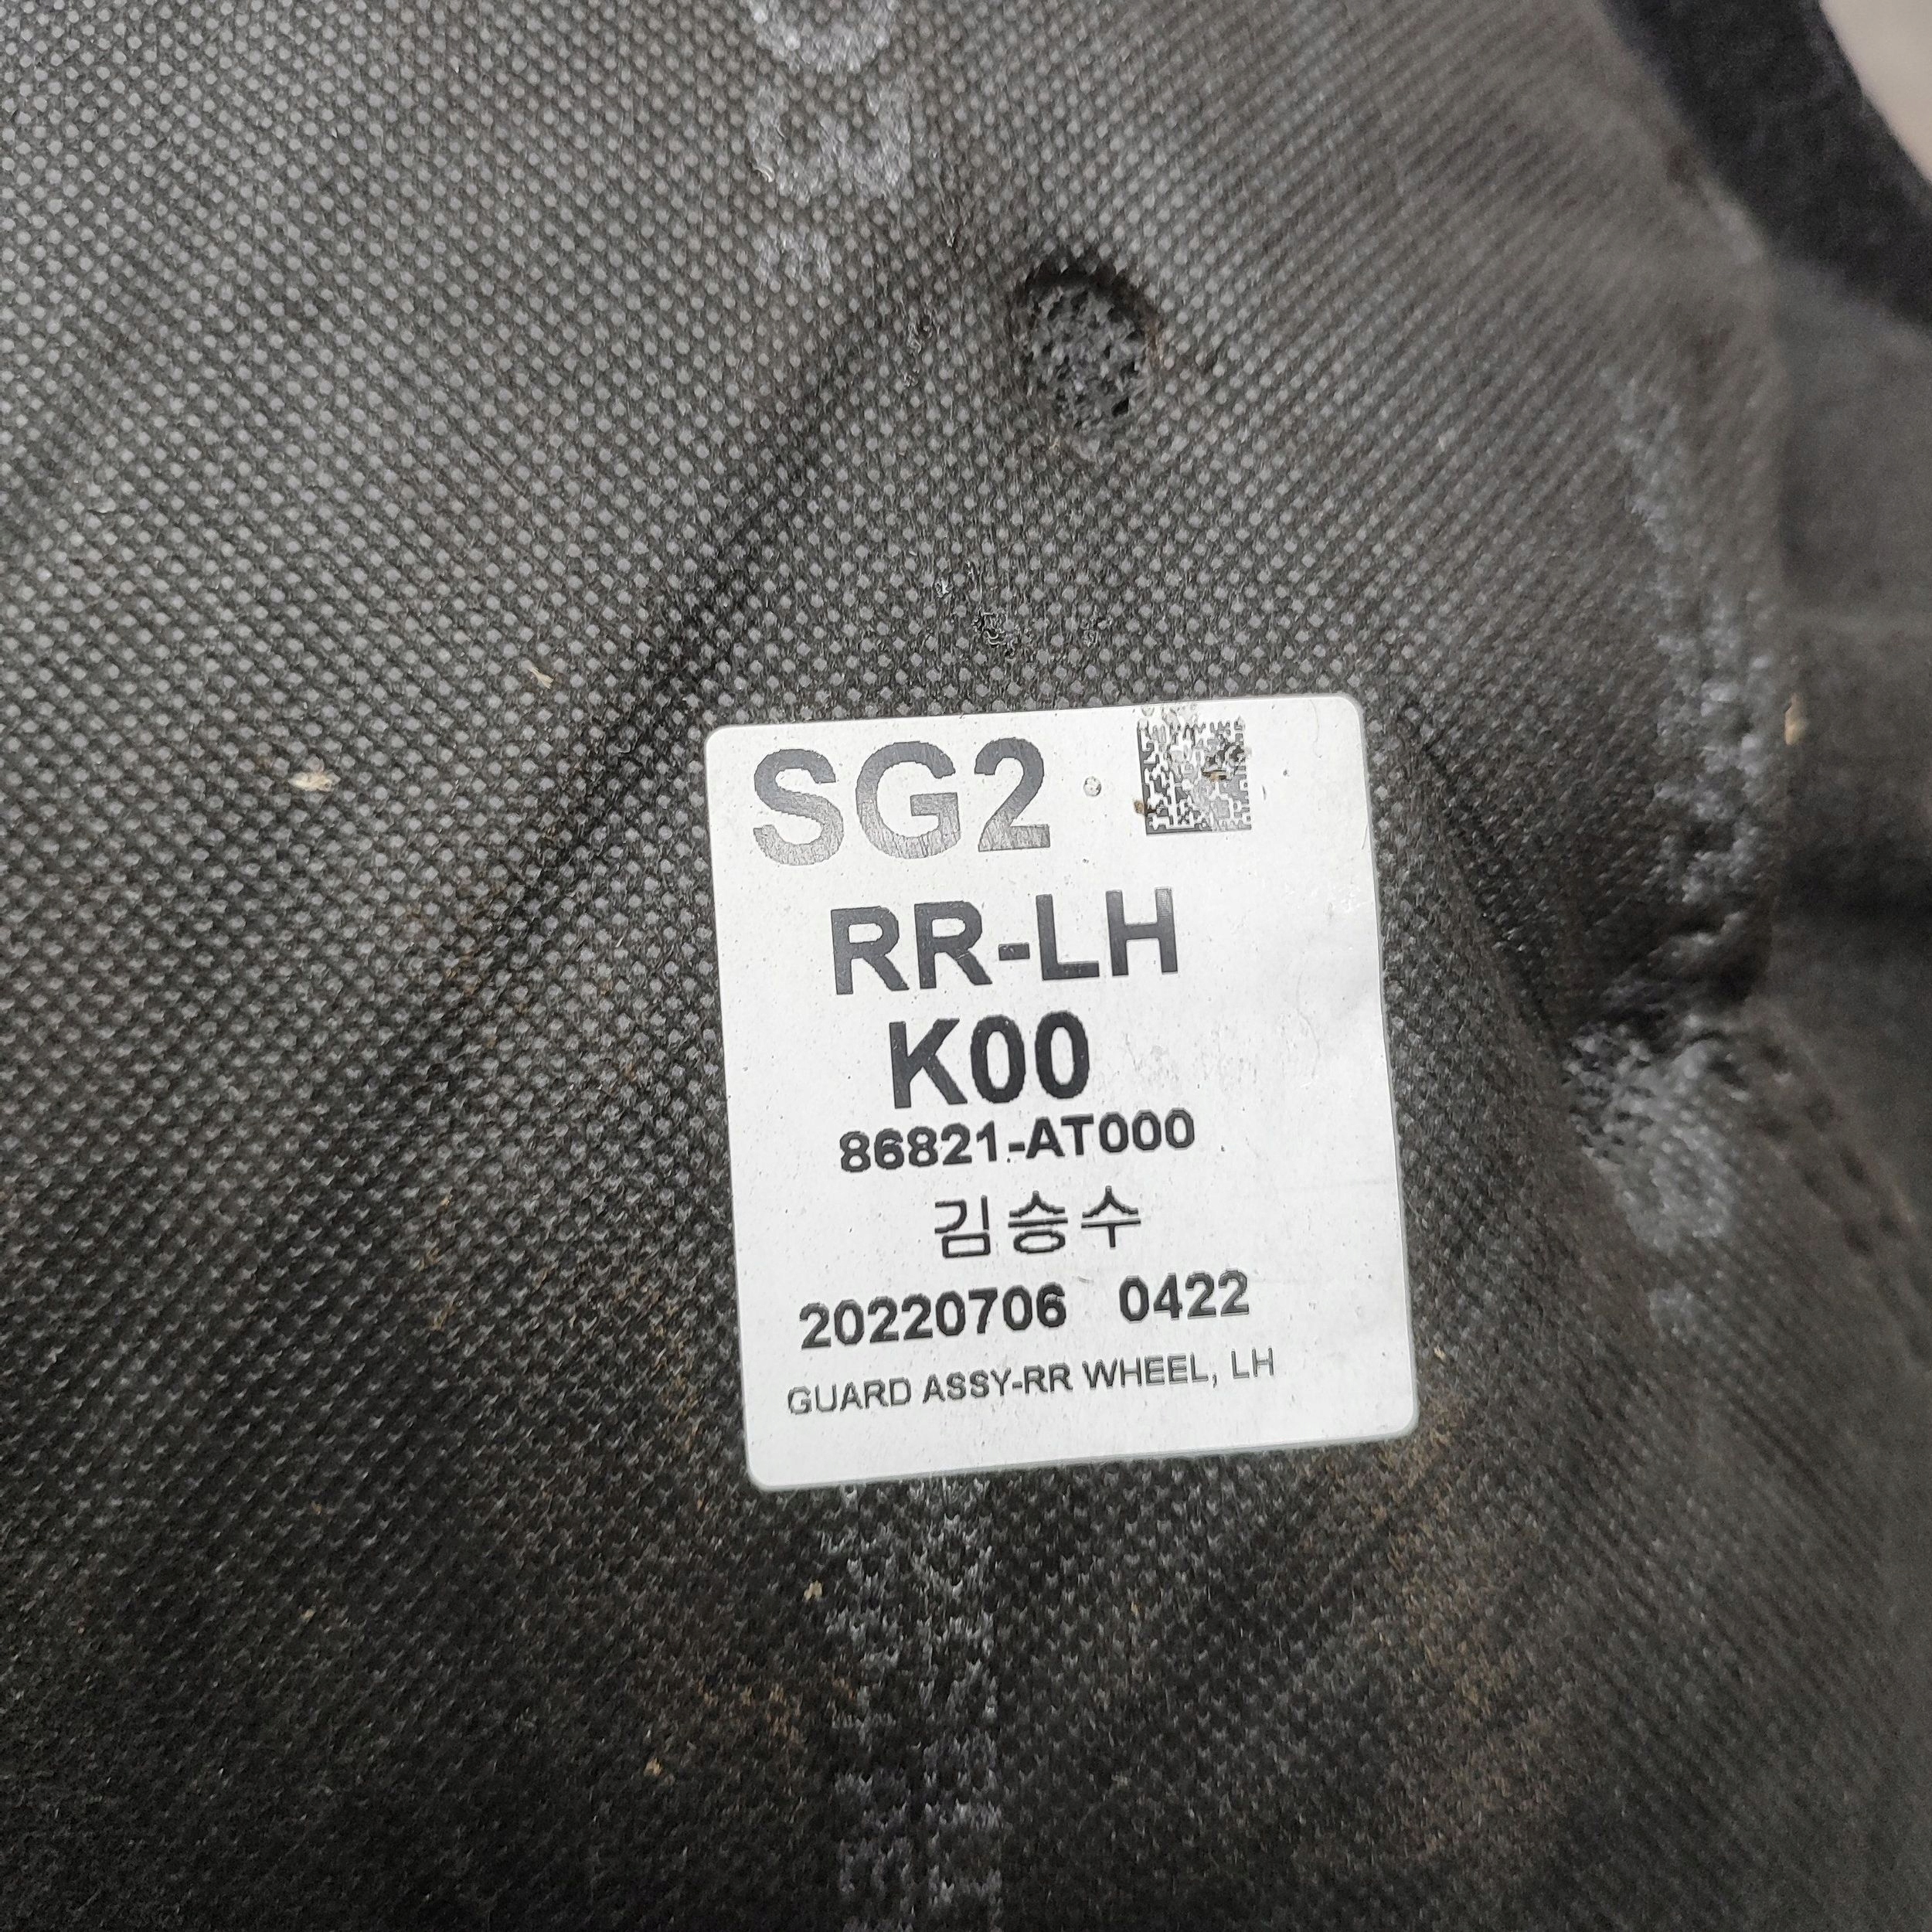 SG2
RR-LH
K00
86821-AT000
김승수
20220706 0422
GUARD ASSY-RR WHEEL, LH